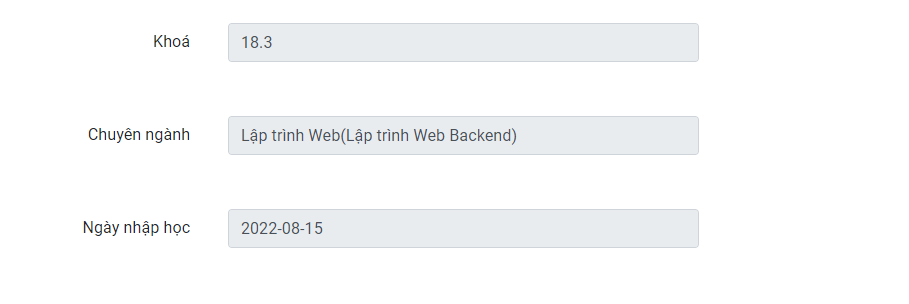 Khoá
18.3
Chuyên ngành
Lập trình Web(Lập trình Web Backend)
Ngày nhập học
2022-08-15